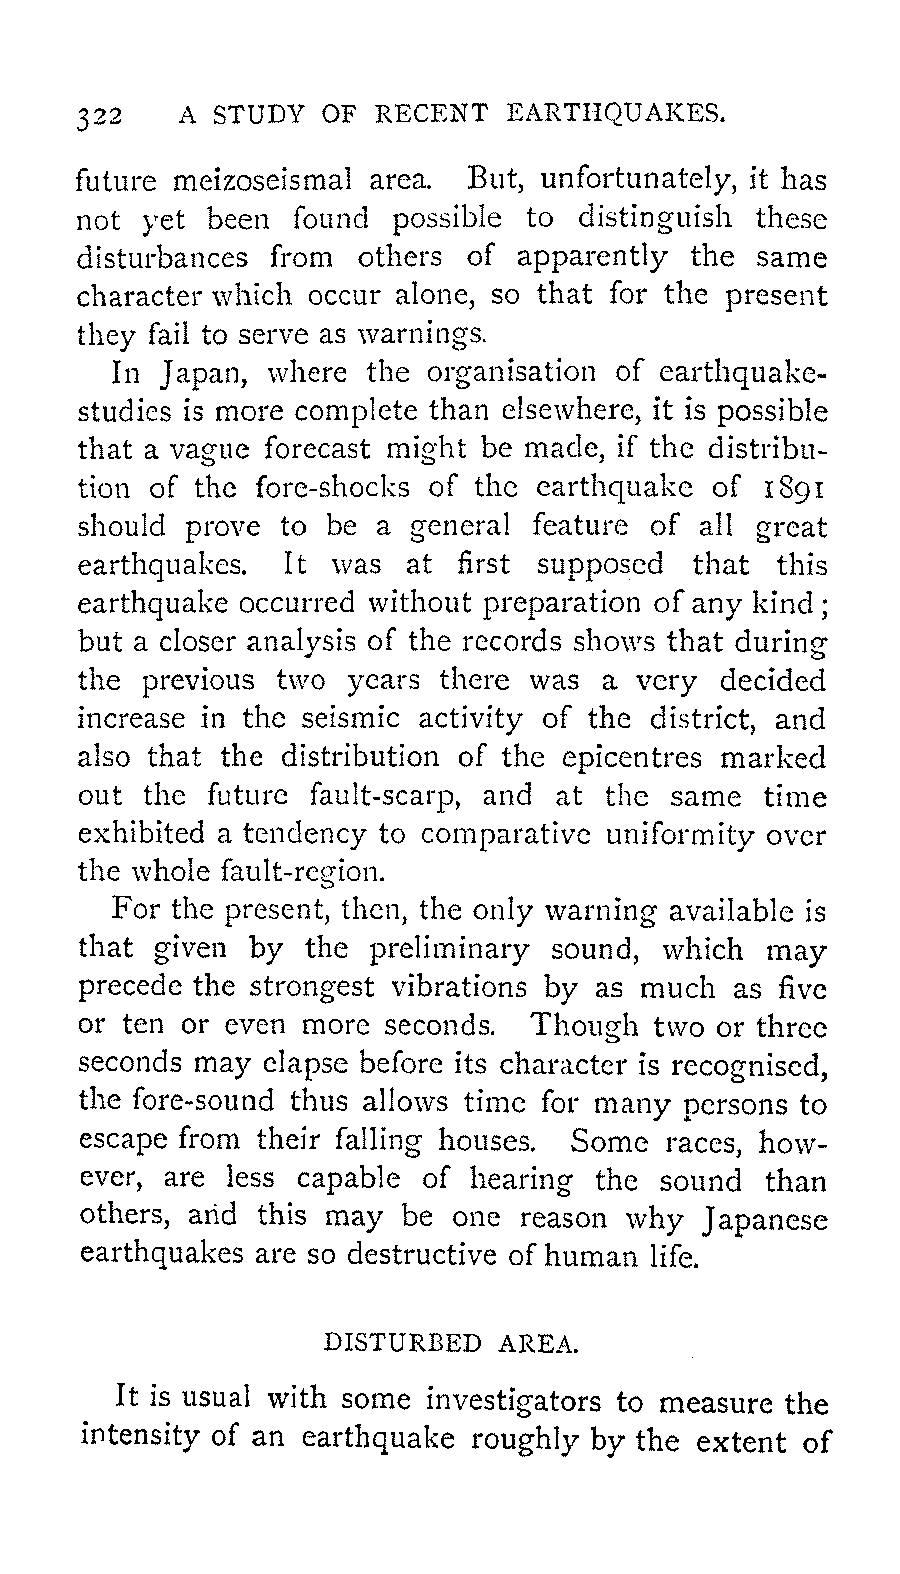 322 A STUDY OF RECENT EARTHQUAKES.
future meizoseismal area. But, unfortunately, it has
not yet been found possible to distinguish these
disturbances from others of apparently the same
character which occur alone, so that for the present
they fail to serve as warnings.
In Japan, where the organisation of earthquake-
studies is more complete than elsewhere, it is possible
that a vague forecast might be made, if the distribu-
tion of the fore-shocks of the earthquake of 1891
should prove to be a general feature of all great
earthquakes. It was at first supposed that this
earthquake occurred without preparation of any kind;
but a closer analysis of the records shows that during
the previous two years there was a very decided
increase in the seismic activity of the district, and
also that the distribution of the epicentres marked
out the future fault-scarp, and at the same time
exhibited a tendency to comparative uniformity over
the whole fault-region.
For the present, then, the only warning available is
that given by the preliminary sound, which may
precede the strongest vibrations by as much as five
or ten or even more seconds. Though two or three
seconds may elapse before its character is recognised,
the fore-sound thus allows time for many persons to
escape from their falling houses. Some races, how-
ever, are less capable of hearing the sound than
others, and this may be one reason why Japanese
earthquakes are so destructive of human life.
DISTURBED AREA.
It is usual with some investigators to measure the
intensity of an earthquake roughly by the extent of